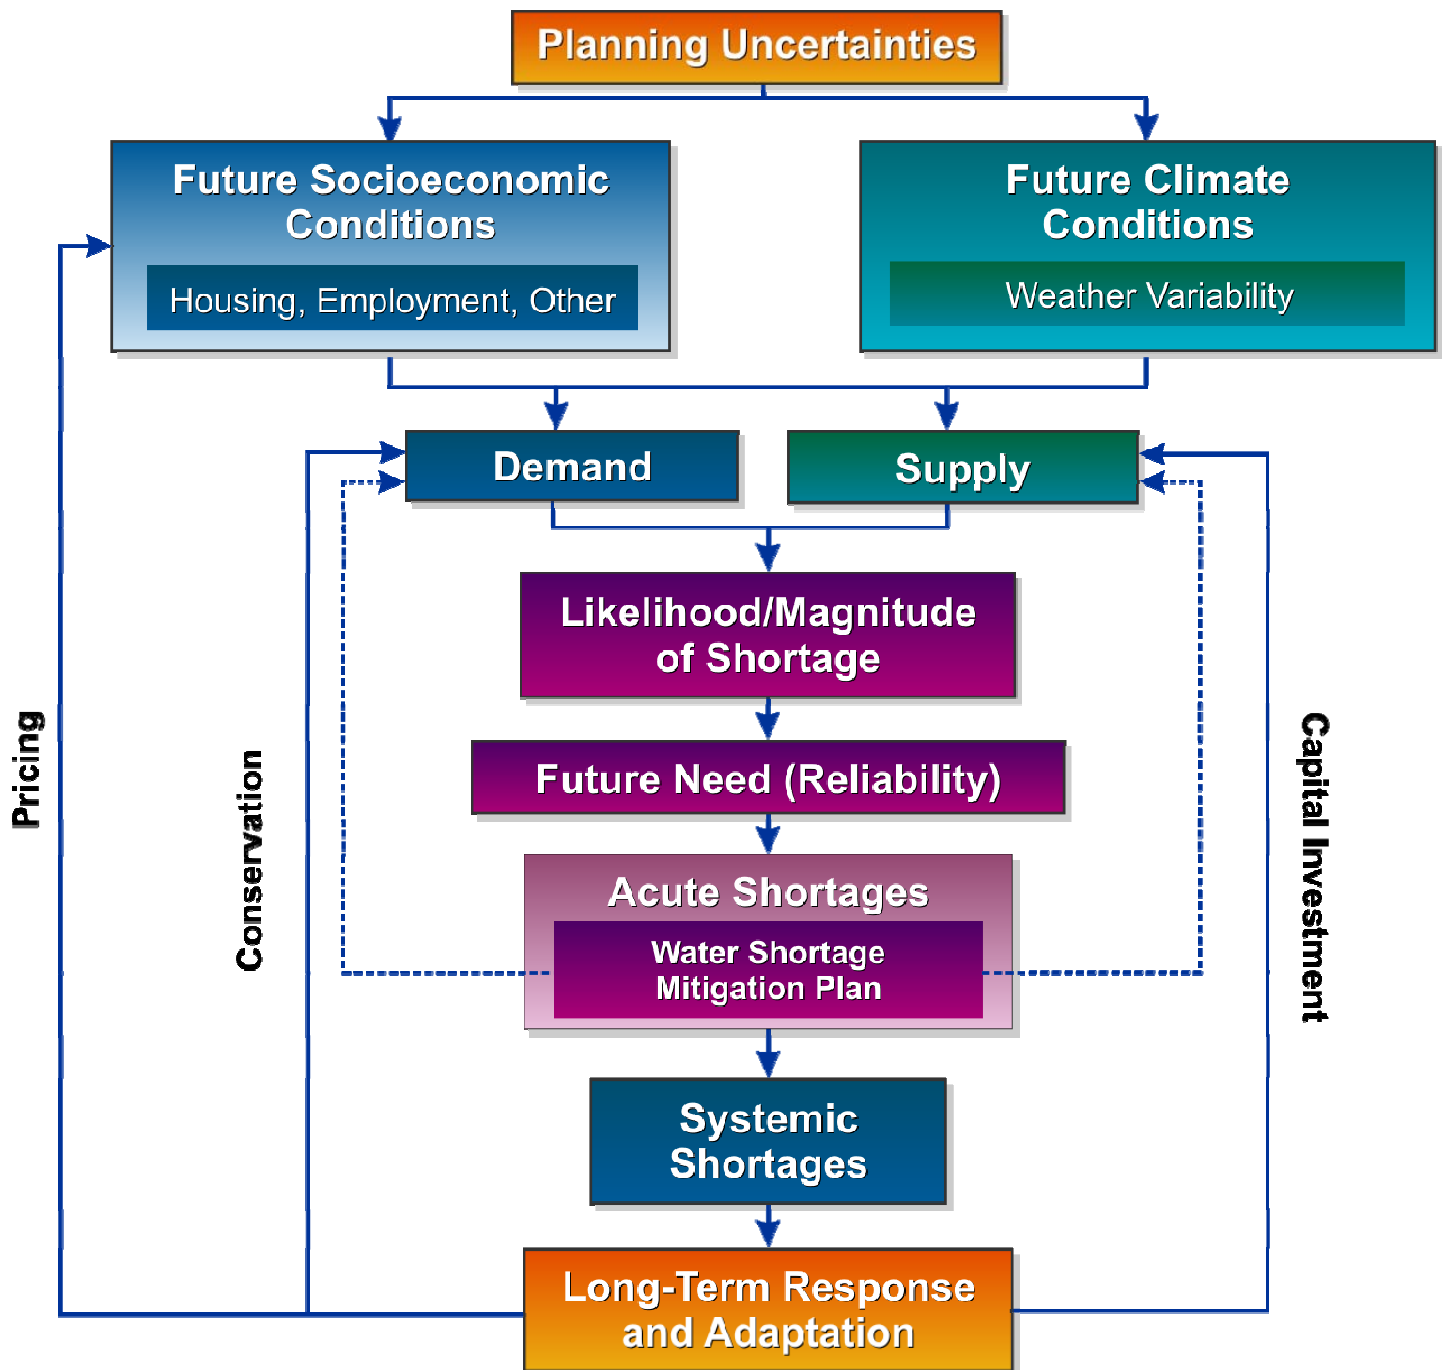 Planning Uncertainties
Future Socioeconomic
Conditions
Housing, Employment, Other
Future Climate
Conditions
Weather Variability
Demand
Supply
Likelihood/Magnitude
of Shortage
Future Need (Reliability)
Acute Shortages
Water Shortage
Mitigation Plan
Systemic
Shortages
Long-Term Response
and Adaptation
Pricing
Conservation
Capital Investment